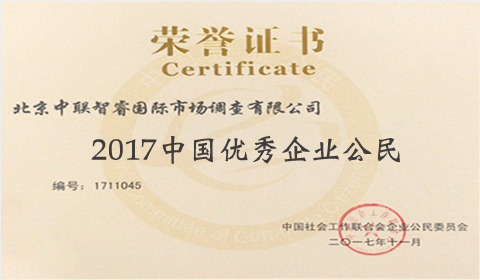 荣誉证书
Certificate
北京中联智睿国际市场调查有限公司
2017中国优秀企业公民
编号：1711045
中国社会工作联合会企业公民委员会
二〇一七年十一月